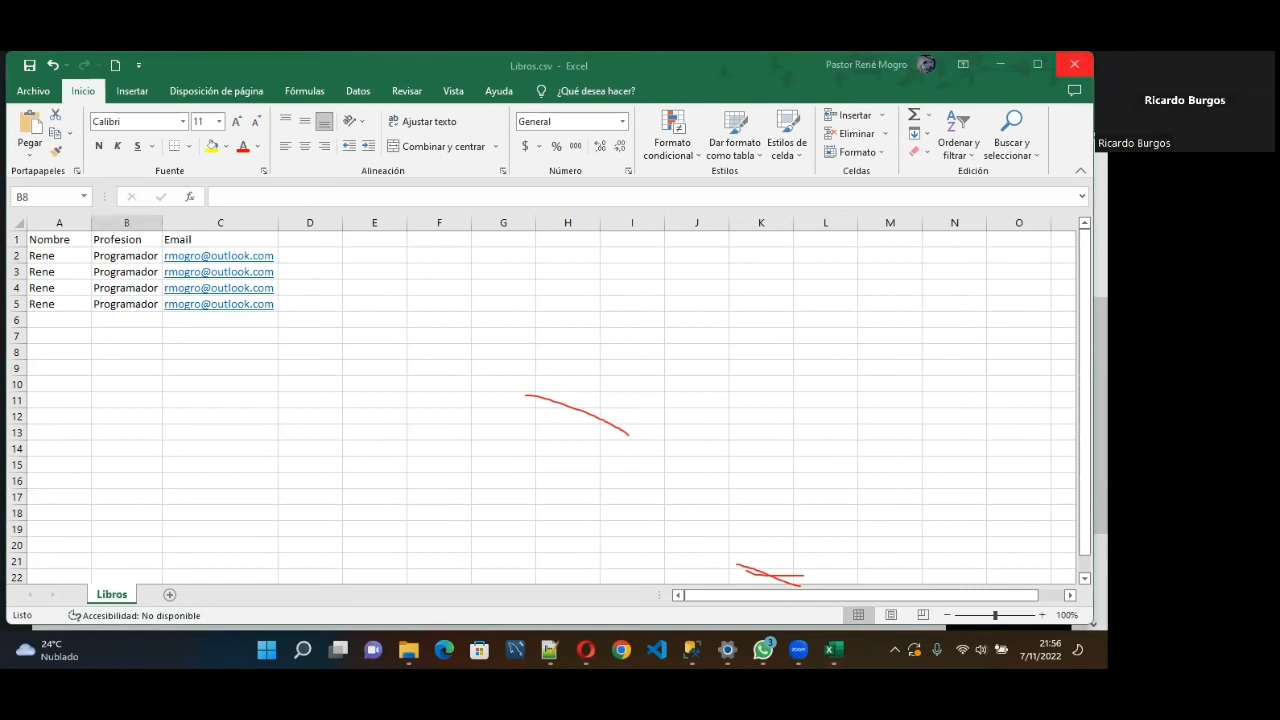 Libros.csv - Excel
Pastor René Mogro
Archivo Inicio Insertar Disposición de página Fórmulas Datos Revisar Vista Ayuda ¿Qué desea hacer?
Pegar
Calibri 11
N K S
Ajustar texto
Combinar y centrar
General
$ % 000
Formato condicional
Dar formato como tabla
Estilos de celda
Insertar
Eliminar
Formato
Ordenar y filtrar
Buscar y seleccionar
Portapapeles Fuente Alineación Número Estilos Celdas Edición
B8 fx
A B C D E F G H I J K L M N O
1 Nombre Profesion Email
2 Rene Programador rmogro@outlook.com
3 Rene Programador rmogro@outlook.com
4 Rene Programador rmogro@outlook.com
5 Rene Programador rmogro@outlook.com
6
7
8
9
10
11
12
13
14
15
16
17
18
19
20
21
22
Libros
Listo Accesibilidad: No disponible 100%
24°C
Nublado
zoom
3
21:56
7/11/2022
Ricardo Burgos
Ricardo Burgos